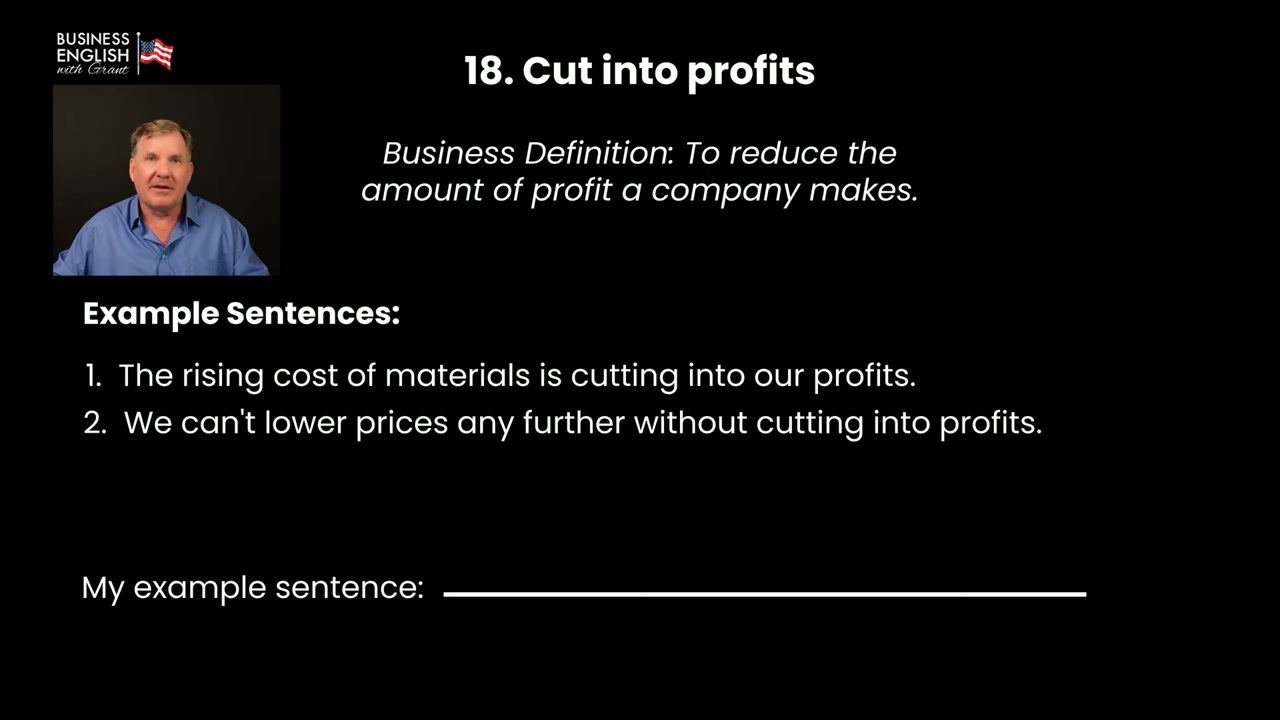 BUSINESS
ENGLISH
with Grant
18. Cut into profits
Business Definition: To reduce the
amount of profit a company makes.
Example Sentences:
1. The rising cost of materials is cutting into our profits.
2. We can't lower prices any further without cutting into profits.
My example sentence: